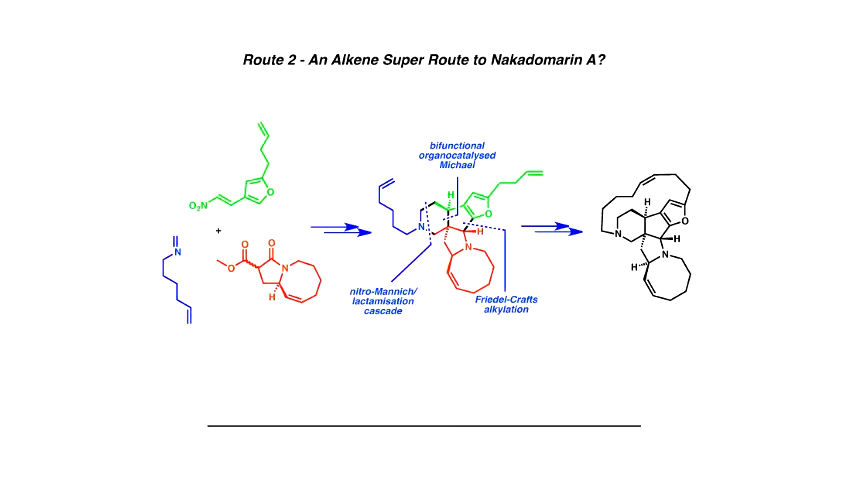 Route 2 - An Alkene Super Route to Nakadomarin A?
bifunctional
organocatalysed
Michael
O₂N
O
+
N
O
O
O
N
H
N
H
O
H
N
nitro-Mannich/
lactamisation
cascade
Friedel-Crafts
alkylation
H
O
N
H
N
H